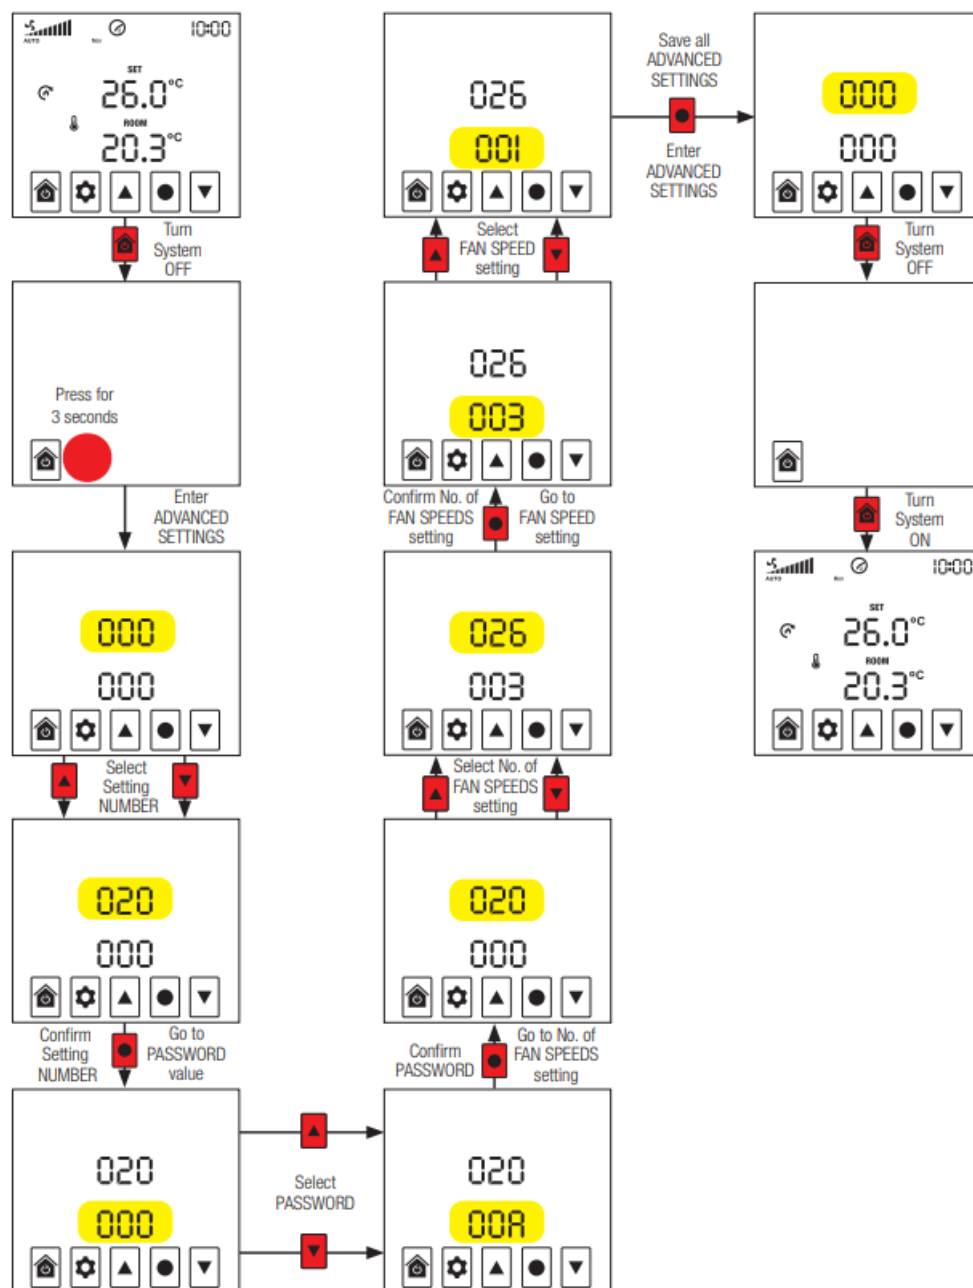 AUTO
10:00
SET
26.0°C
ROOM
20.3°C
Turn
System
OFF
Press for
3 seconds
Enter
ADVANCED
SETTINGS
000
000
Select
Setting
NUMBER
020
000
Confirm
Setting
NUMBER
Go to
PASSWORD
value
020
000
Select
PASSWORD
020
00A
Confirm
PASSWORD
Go to No. of
FAN SPEEDS
setting
020
000
Select No. of
FAN SPEEDS
setting
026
003
Confirm No. of
FAN SPEEDS
setting
Go to
FAN SPEED
setting
026
003
Select
FAN SPEED
setting
026
001
Save all
ADVANCED
SETTINGS
Enter
ADVANCED
SETTINGS
000
000
Turn
System
OFF
Turn
System
ON
AUTO
10:00
SET
26.0°C
ROOM
20.3°C